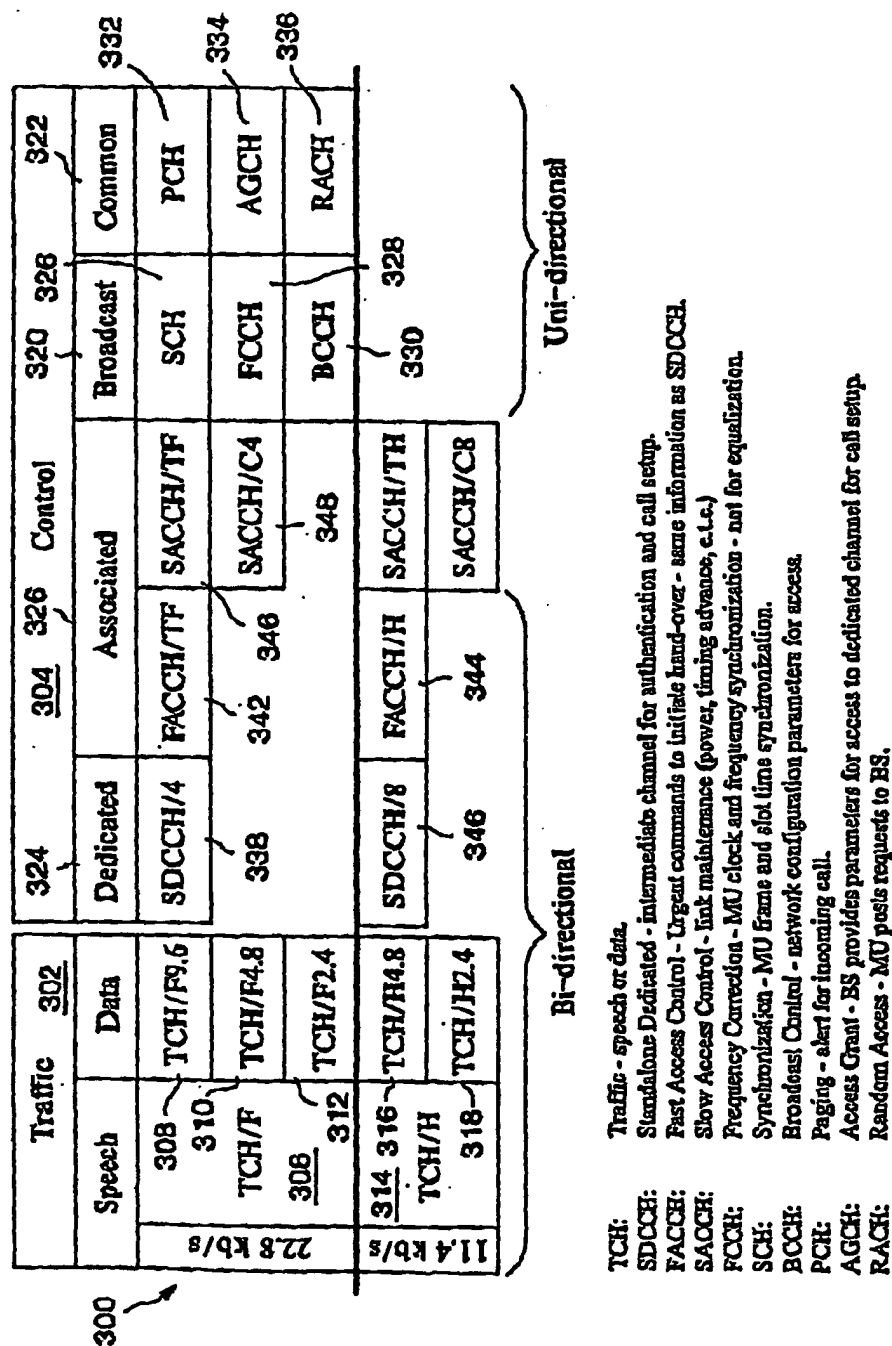 300
Traffic 302
324
326
304
Control
320
326
322
Speech
Data
Dedicated
Associated
Broadcast
Common
22.8 kb/s
TCH/F
306
308
310
312
TCH/F9.6
TCH/F4.8
TCH/F2.4
SDCCH/4
338
FACCH/TF
342
SACCH/TF
346
SACCH/C4
348
SCH
FCCH
328
BCCH
330
PCH
332
AGCH
334
RACH
336
11.4 kb/s
314
TCH/H
316
318
TCH/H4.8
TCH/H2.4
SDCCH/8
346
FACCH/H
344
SACCH/TH
SACCH/C8
Bi-directional
Uni-directional
TCH: Traffic - speech or data.
SDCCH: Standalone Dedicated - intermediate channel for authentication and call setup.
FACCH: Fast Access Control - Urgent commands to initiate hand-over - same information as SDCCH.
SACCH: Slow Access Control - link maintenance (power, timing advance, e.t.c.)
FCCH: Frequency Correction - MU clock and frequency synchronization - not for equalization.
SCH: Synchronization - MU frame and slot time synchronization.
BCCH: Broadcast Control - network configuration parameters for access.
PCH: Paging - alert for incoming call.
AGCH: Access Grant - BS provides parameters for access to dedicated channel for call setup.
RACH: Random Access - MU posts requests to BS.